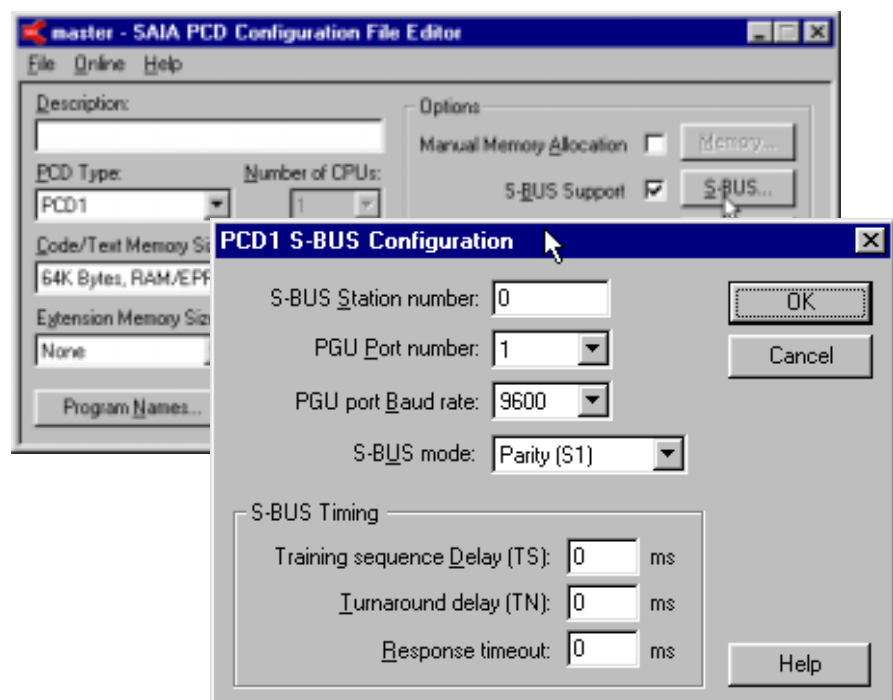 master - SAIA PCD Configuration File Editor
File Online Help
Description:
Options
Manual Memory Allocation
Memory...
PCD Type:
Number of CPUs:
S-BUS Support
S-BUS...
PCD1
1
Code/Text Memory Si
64K Bytes, RAM/EPR
Extension Memory Siz
None
Program Names...
PCD1 S-BUS Configuration
S-BUS Station number: 0
OK
PGU Port number: 1
Cancel
PGU port Baud rate: 9600
S-BUS mode: Parity (S1)
S-BUS Timing
Training sequence Delay (TS): 0 ms
Turnaround delay (TN): 0 ms
Response timeout: 0 ms
Help